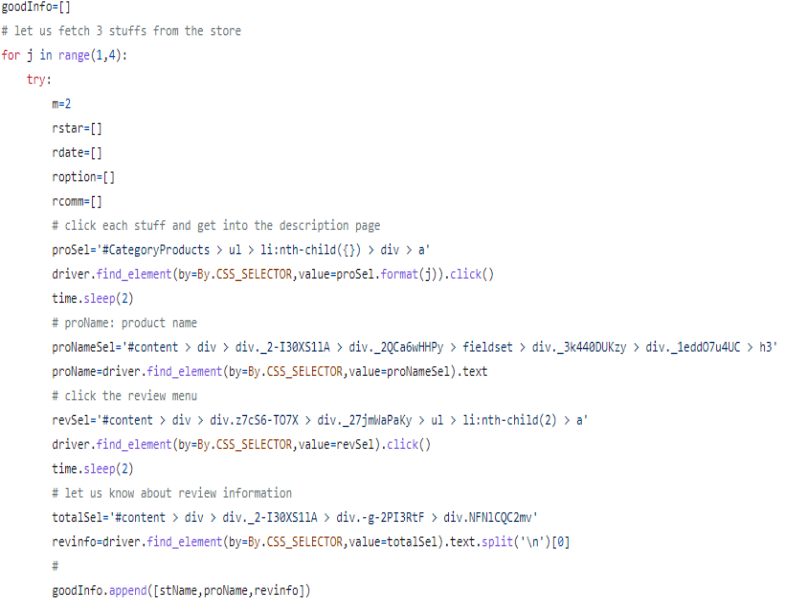 goodInfo=[]
# let us fetch 3 stuffs from the store
for j in range(1,4):
    try:
        m=2
        rstar=[]
        rdate=[]
        roption=[]
        rcomm=[]
        # click each stuff and get into the description page
        proSel='#CategoryProducts > ul > li:nth-child({}) > div > a'
        driver.find_element(by=By.CSS_SELECTOR,value=proSel.format(j)).click()
        time.sleep(2)
        # proName: product name
        proNameSel='#content > div > div._2-I30XS1lA > div._2QCa6wHHPy > fieldset > div._3k440DUKzy > div._1eddO7u4UC > h3'
        proName=driver.find_element(by=By.CSS_SELECTOR,value=proNameSel).text
        # click the review menu
        revSel='#content > div > div.z7cS6-TO7X > div._27jmWaPaKy > ul > li:nth-child(2) > a'
        driver.find_element(by=By.CSS_SELECTOR,value=revSel).click()
        time.sleep(2)
        # let us know about review information
        totalSel='#content > div > div._2-I30XS1lA > div.-g-2PI3RtF > div.NFNlCQC2mv'
        revinfo=driver.find_element(by=By.CSS_SELECTOR,value=totalSel).text.split('\n')[0]
        #
        goodInfo.append([stName,proName,revinfo])